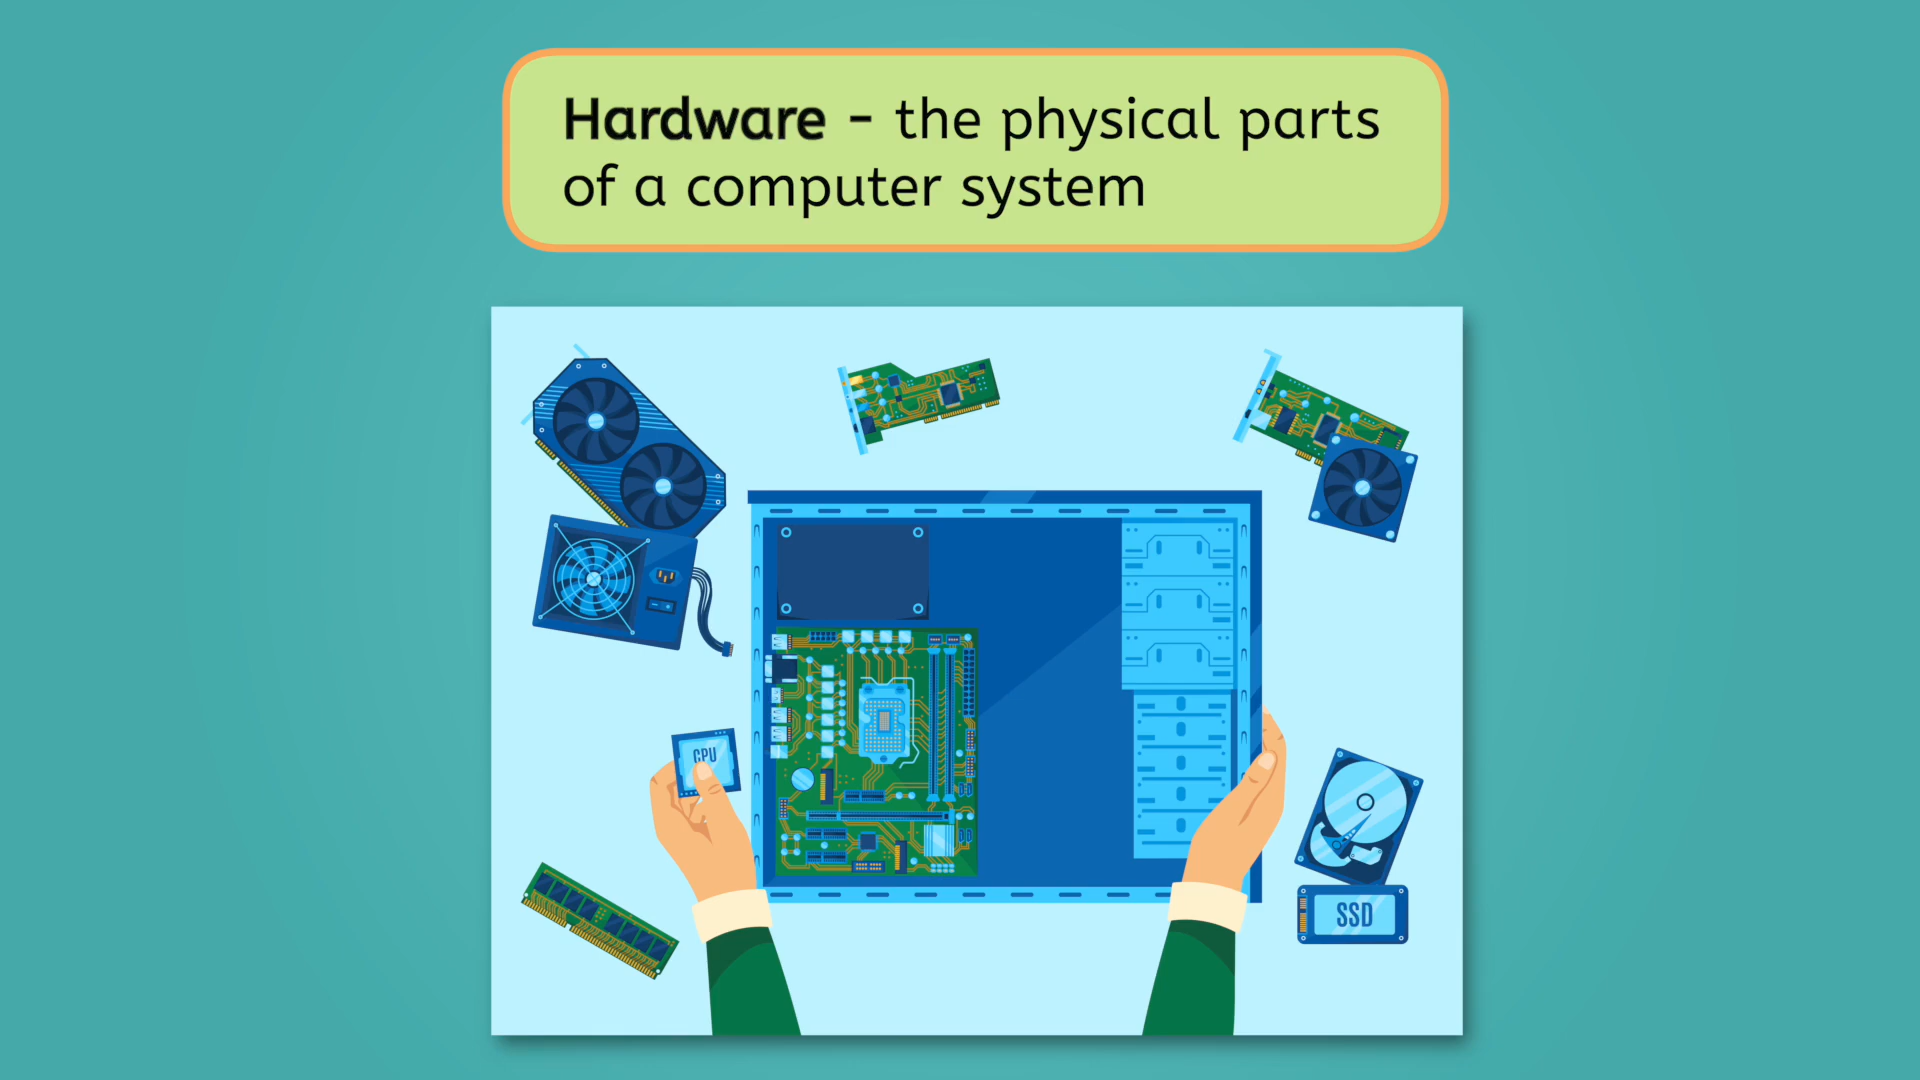 Hardware - the physical parts
of a computer system
CPU
SSD